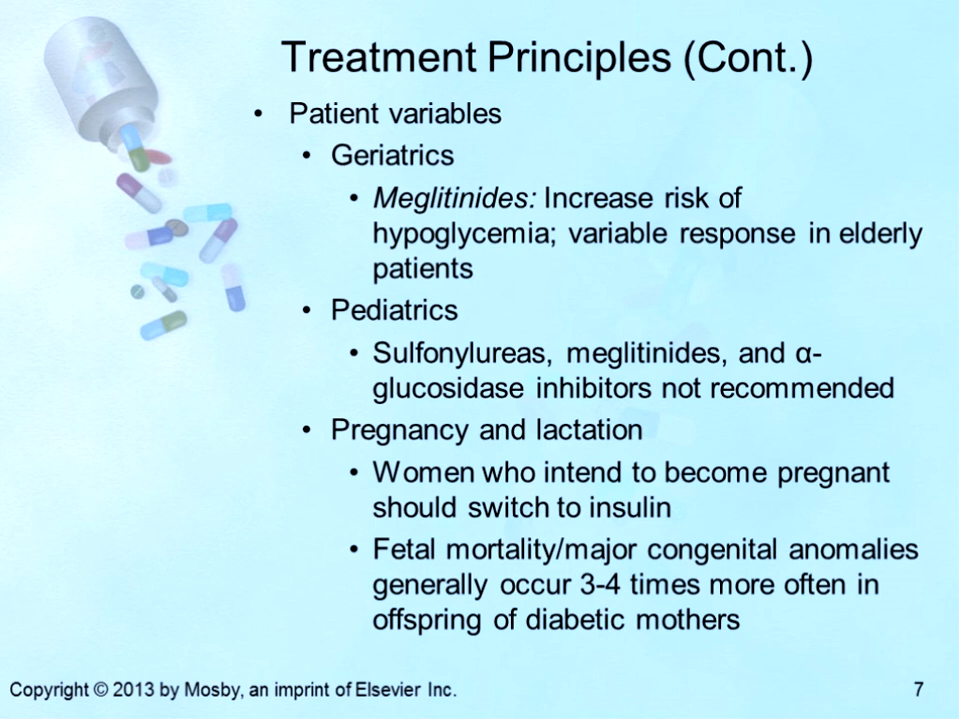 Treatment Principles (Cont.)
• Patient variables
• Geriatrics
• Meglitinides: Increase risk of
hypoglycemia; variable response in elderly
patients
• Pediatrics
• Sulfonylureas, meglitinides, and α-
glucosidase inhibitors not recommended
• Pregnancy and lactation
• Women who intend to become pregnant
should switch to insulin
• Fetal mortality/major congenital anomalies
generally occur 3-4 times more often in
offspring of diabetic mothers
Copyright © 2013 by Mosby, an imprint of Elsevier Inc.
7